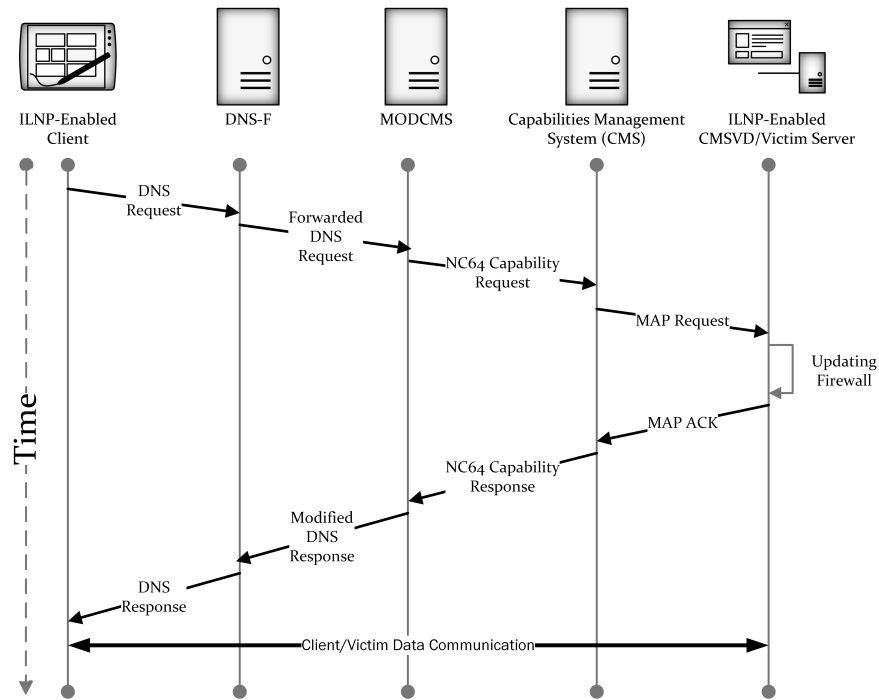 ILNP-Enabled
Client
DNS-F
MODCMS
Capabilities Management
System (CMS)
ILNP-Enabled
CMSVD/Victim Server
DNS
Request
Forwarded
DNS
Request
NC64 Capability
Request
MAP Request
Updating
Firewall
Time
MAP ACK
NC64 Capability
Response
Modified
DNS
Response
DNS
Response
Client/Victim Data Communication